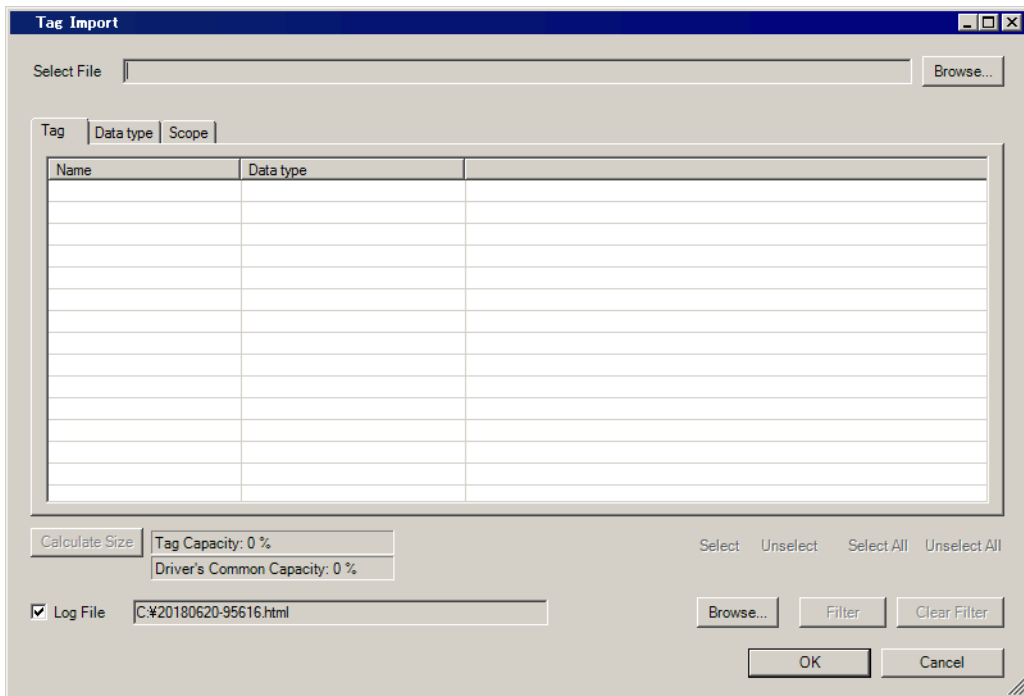 Tag Import
Select File Browse...
Tag Data type Scope
Name Data type
Calculate Size Tag Capacity: 0 % Select Unselect Select All Unselect All
Driver's Common Capacity: 0 %
Log File C:¥20180620-95616.html Browse... Filter Clear Filter
OK Cancel